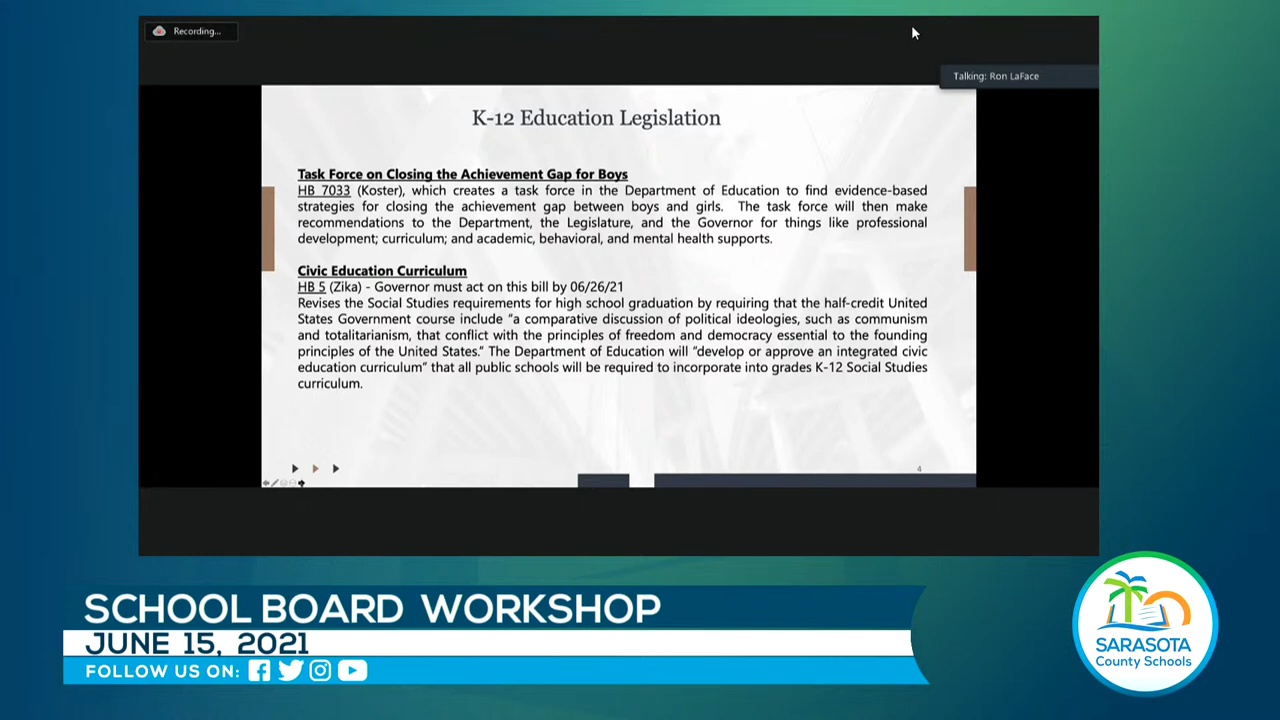 Recording...
Talking: Ron LaFace
K-12 Education Legislation
Task Force on Closing the Achievement Gap for Boys
HB 7033 (Koster), which creates a task force in the Department of Education to find evidence-based
strategies for closing the achievement gap between boys and girls. The task force will then make
recommendations to the Department, the Legislature, and the Governor for things like professional
development; curriculum; and academic, behavioral, and mental health supports.
Civic Education Curriculum
HB 5 (Zika) - Governor must act on this bill by 06/26/21
Revises the Social Studies requirements for high school graduation by requiring that the half-credit United
States Government course include "a comparative discussion of political ideologies, such as communism
and totalitarianism, that conflict with the principles of freedom and democracy essential to the founding
principles of the United States." The Department of Education will "develop or approve an integrated civic
education curriculum" that all public schools will be required to incorporate into grades K-12 Social Studies
curriculum.
4
SCHOOL BOARD WORKSHOP
JUNE 15, 2021
FOLLOW US ON:
SARASOTA
County Schools